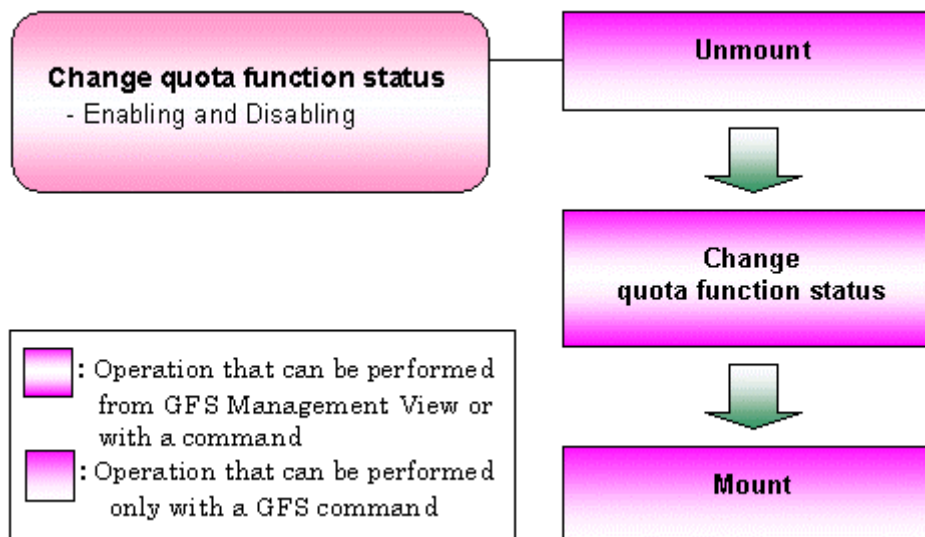 Change quota function status
- Enabling and Disabling
Unmount
Change
quota function status
Mount
: Operation that can be performed
from GFS Management View or
with a command
: Operation that can be performed
only with a GFS command